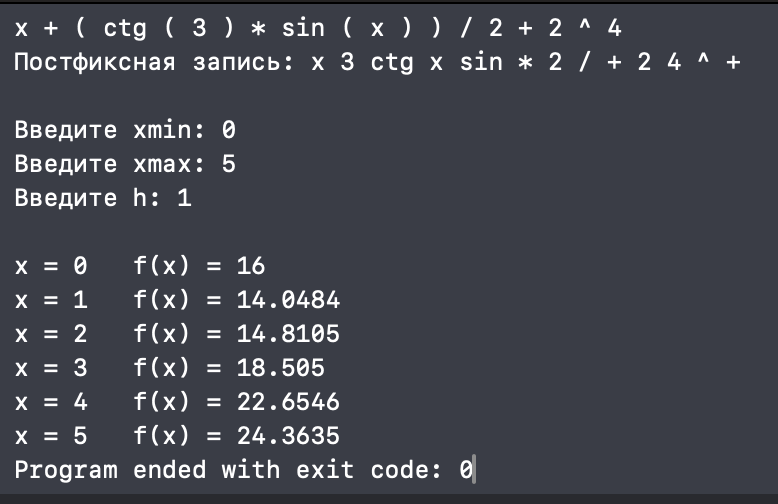 x + ( ctg ( 3 ) * sin ( x ) ) / 2 + 2 ^ 4
Постфиксная запись: x 3 ctg x sin * 2 / + 2 4 ^ +
Введите xmin: 0
Введите xmax: 5
Введите h: 1
x = 0   f(x) = 16
x = 1   f(x) = 14.0484
x = 2   f(x) = 14.8105
x = 3   f(x) = 18.505
x = 4   f(x) = 22.6546
x = 5   f(x) = 24.3635
Program ended with exit code: 0